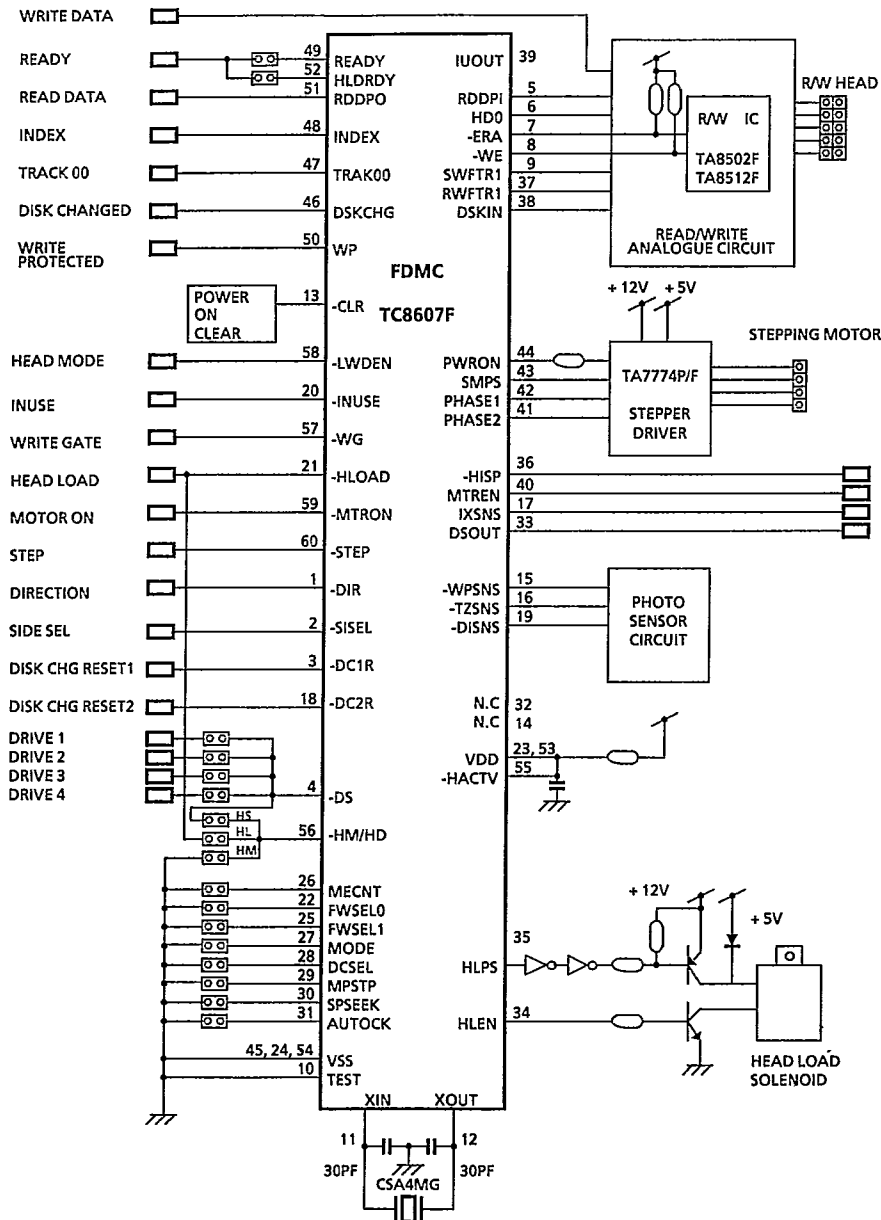 WRITE DATA
READY
READ DATA
INDEX
TRACK 00
DISK CHANGED
WRITE
PROTECTED
POWER
ON
CLEAR
HEAD MODE
INUSE
WRITE GATE
HEAD LOAD
MOTOR ON
STEP
DIRECTION
SIDE SEL
DISK CHG RESET1
DISK CHG RESET2
DRIVE 1
DRIVE 2
DRIVE 3
DRIVE 4
HS
HL
HM
49 READY
52 HLDRDY
51 RDDPO
48 INDEX
47 TRAK00
46 DSKCHG
50 WP
13 -CLR
58 -LWDEN
20 -INUSE
57 -WG
21 -HLOAD
59 -MTRON
60 -STEP
1 -DIR
2 -SISEL
3 -DC1R
18 -DC2R
4 -DS
56 -HM/HD
26 MECNT
22 FWSEL0
25 FWSEL1
27 MODE
28 DCSEL
29 MPSTP
30 SPSEEK
31 AUTOCK
45, 24, 54 VSS
10 TEST
FDMC
TC8607F
IUOUT 39
RDDPI 5
HD0 6
-ERA 7
-WE 8
SWFTR1 9
RWFTR1 37
DSKIN 38
PWRON 44
SMPS 43
PHASE1 42
PHASE2 41
-HISP 36
MTREN 40
IXSNS 17
DSOUT 33
-WPSNS 15
-TZSNS 16
-DISNS 19
N.C 32
N.C 14
VDD 23, 53
-HACTV 55
HLPS 35
HLEN 34
XIN XOUT
11 12
30PF 30PF
CSA4MG
R/W HEAD
R/W IC
TA8502F
TA8512F
READ/WRITE
ANALOGUE CIRCUIT
+ 12V + 5V
STEPPING MOTOR
TA7774P/F
STEPPER
DRIVER
PHOTO
SENSOR
CIRCUIT
+ 12V
+ 5V
HEAD LOAD
SOLENOID